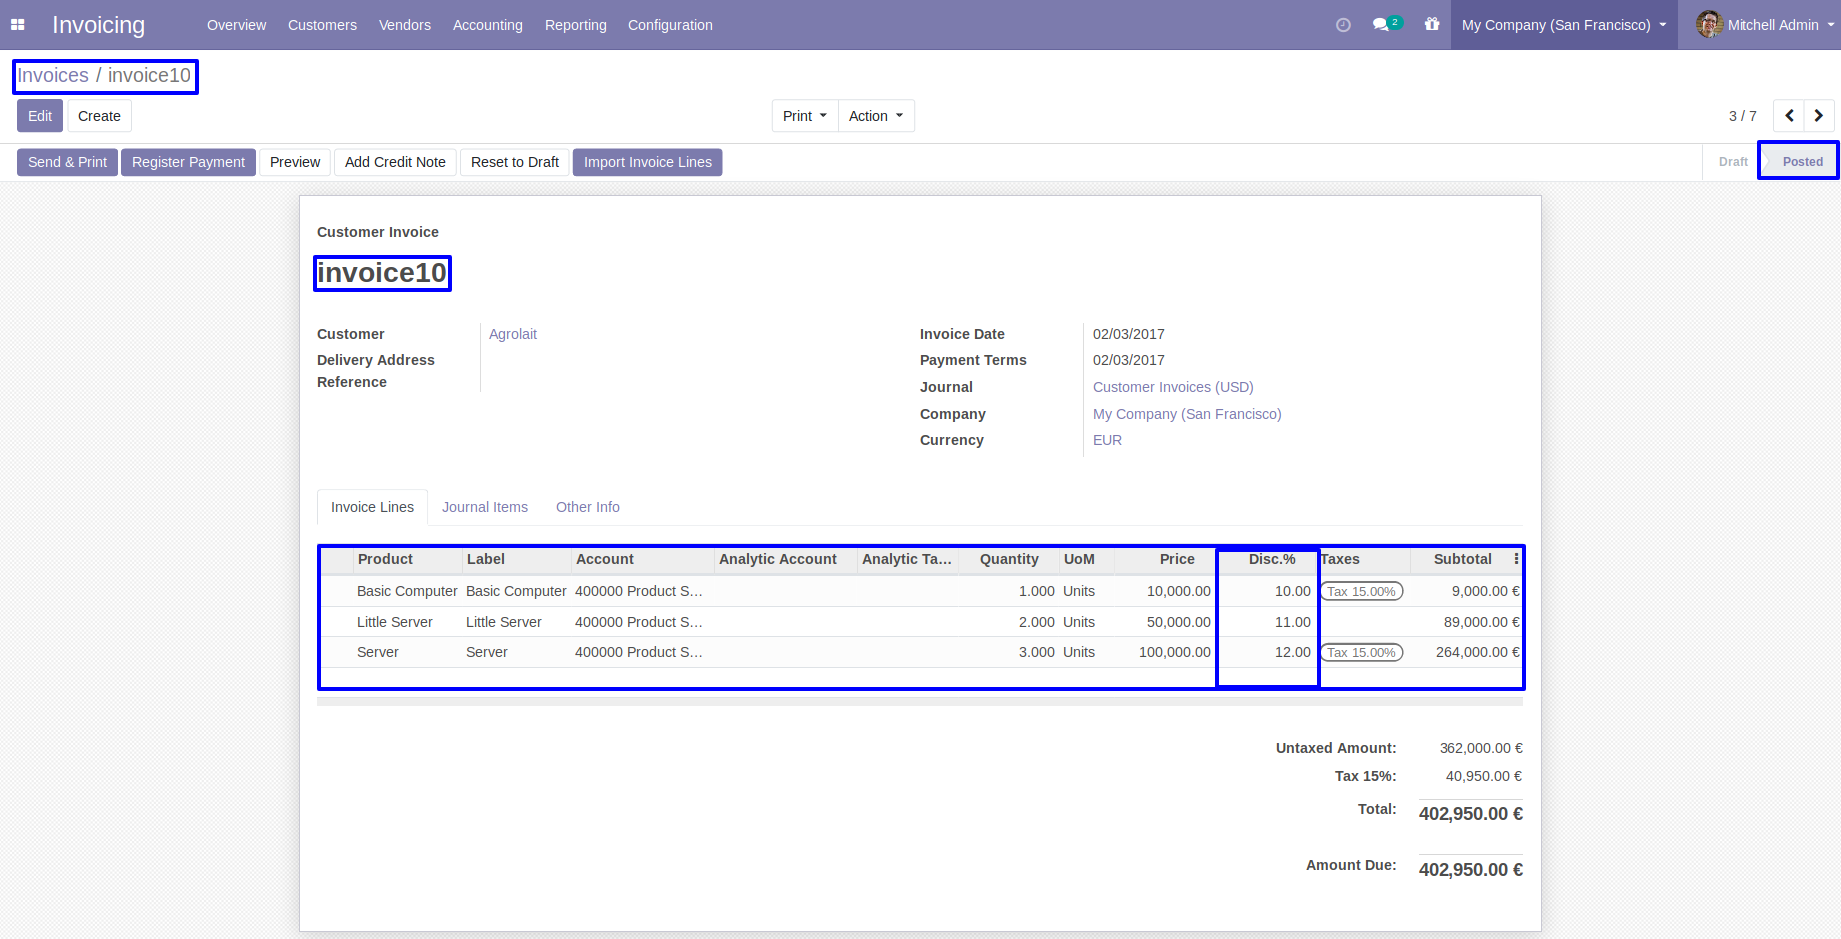 Invoicing Overview Customers Vendors Accounting Reporting Configuration 2 My Company (San Francisco) Mitchell Admin
Invoices / invoice10
Edit Create Print Action 3 / 7
Send & Print Register Payment Preview Add Credit Note Reset to Draft Import Invoice Lines Draft Posted
Customer Invoice
invoice10
Customer Agrolait Invoice Date 02/03/2017
Delivery Address Payment Terms 02/03/2017
Reference Journal Customer Invoices (USD)
Company My Company (San Francisco)
Currency EUR
Invoice Lines Journal Items Other Info
Product Label Account Analytic Account Analytic Ta... Quantity UoM Price Disc.% Taxes Subtotal
Basic Computer Basic Computer 400000 Product S... 1.000 Units 10,000.00 10.00 Tax 15.00% 9,000.00 €
Little Server Little Server 400000 Product S... 2.000 Units 50,000.00 11.00 89,000.00 €
Server Server 400000 Product S... 3.000 Units 100,000.00 12.00 Tax 15.00% 264,000.00 €
Untaxed Amount: 362,000.00 €
Tax 15%: 40,950.00 €
Total: 402,950.00 €
Amount Due: 402,950.00 €